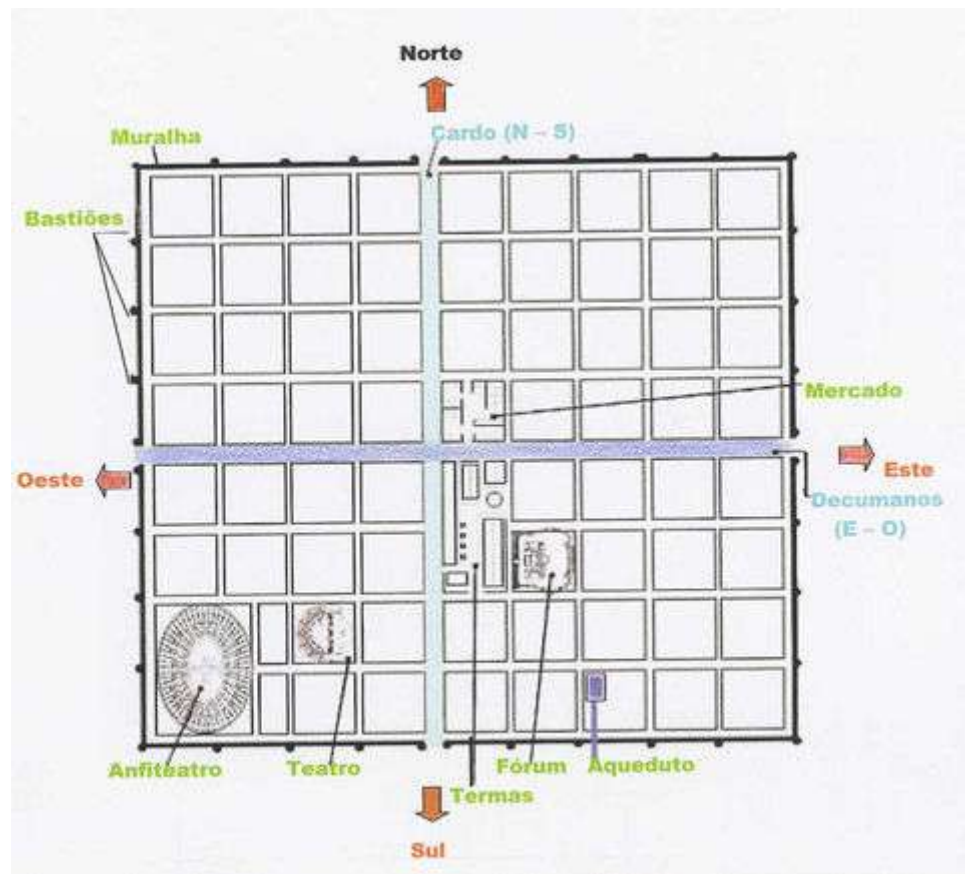 Norte
Cardo (N – S)
Muralha
Bastiões
Mercado
Oeste
Este
Decumanos
(E – O)
Anfiteatro
Teatro
Termas
Fórum
Aqueduto
Sul